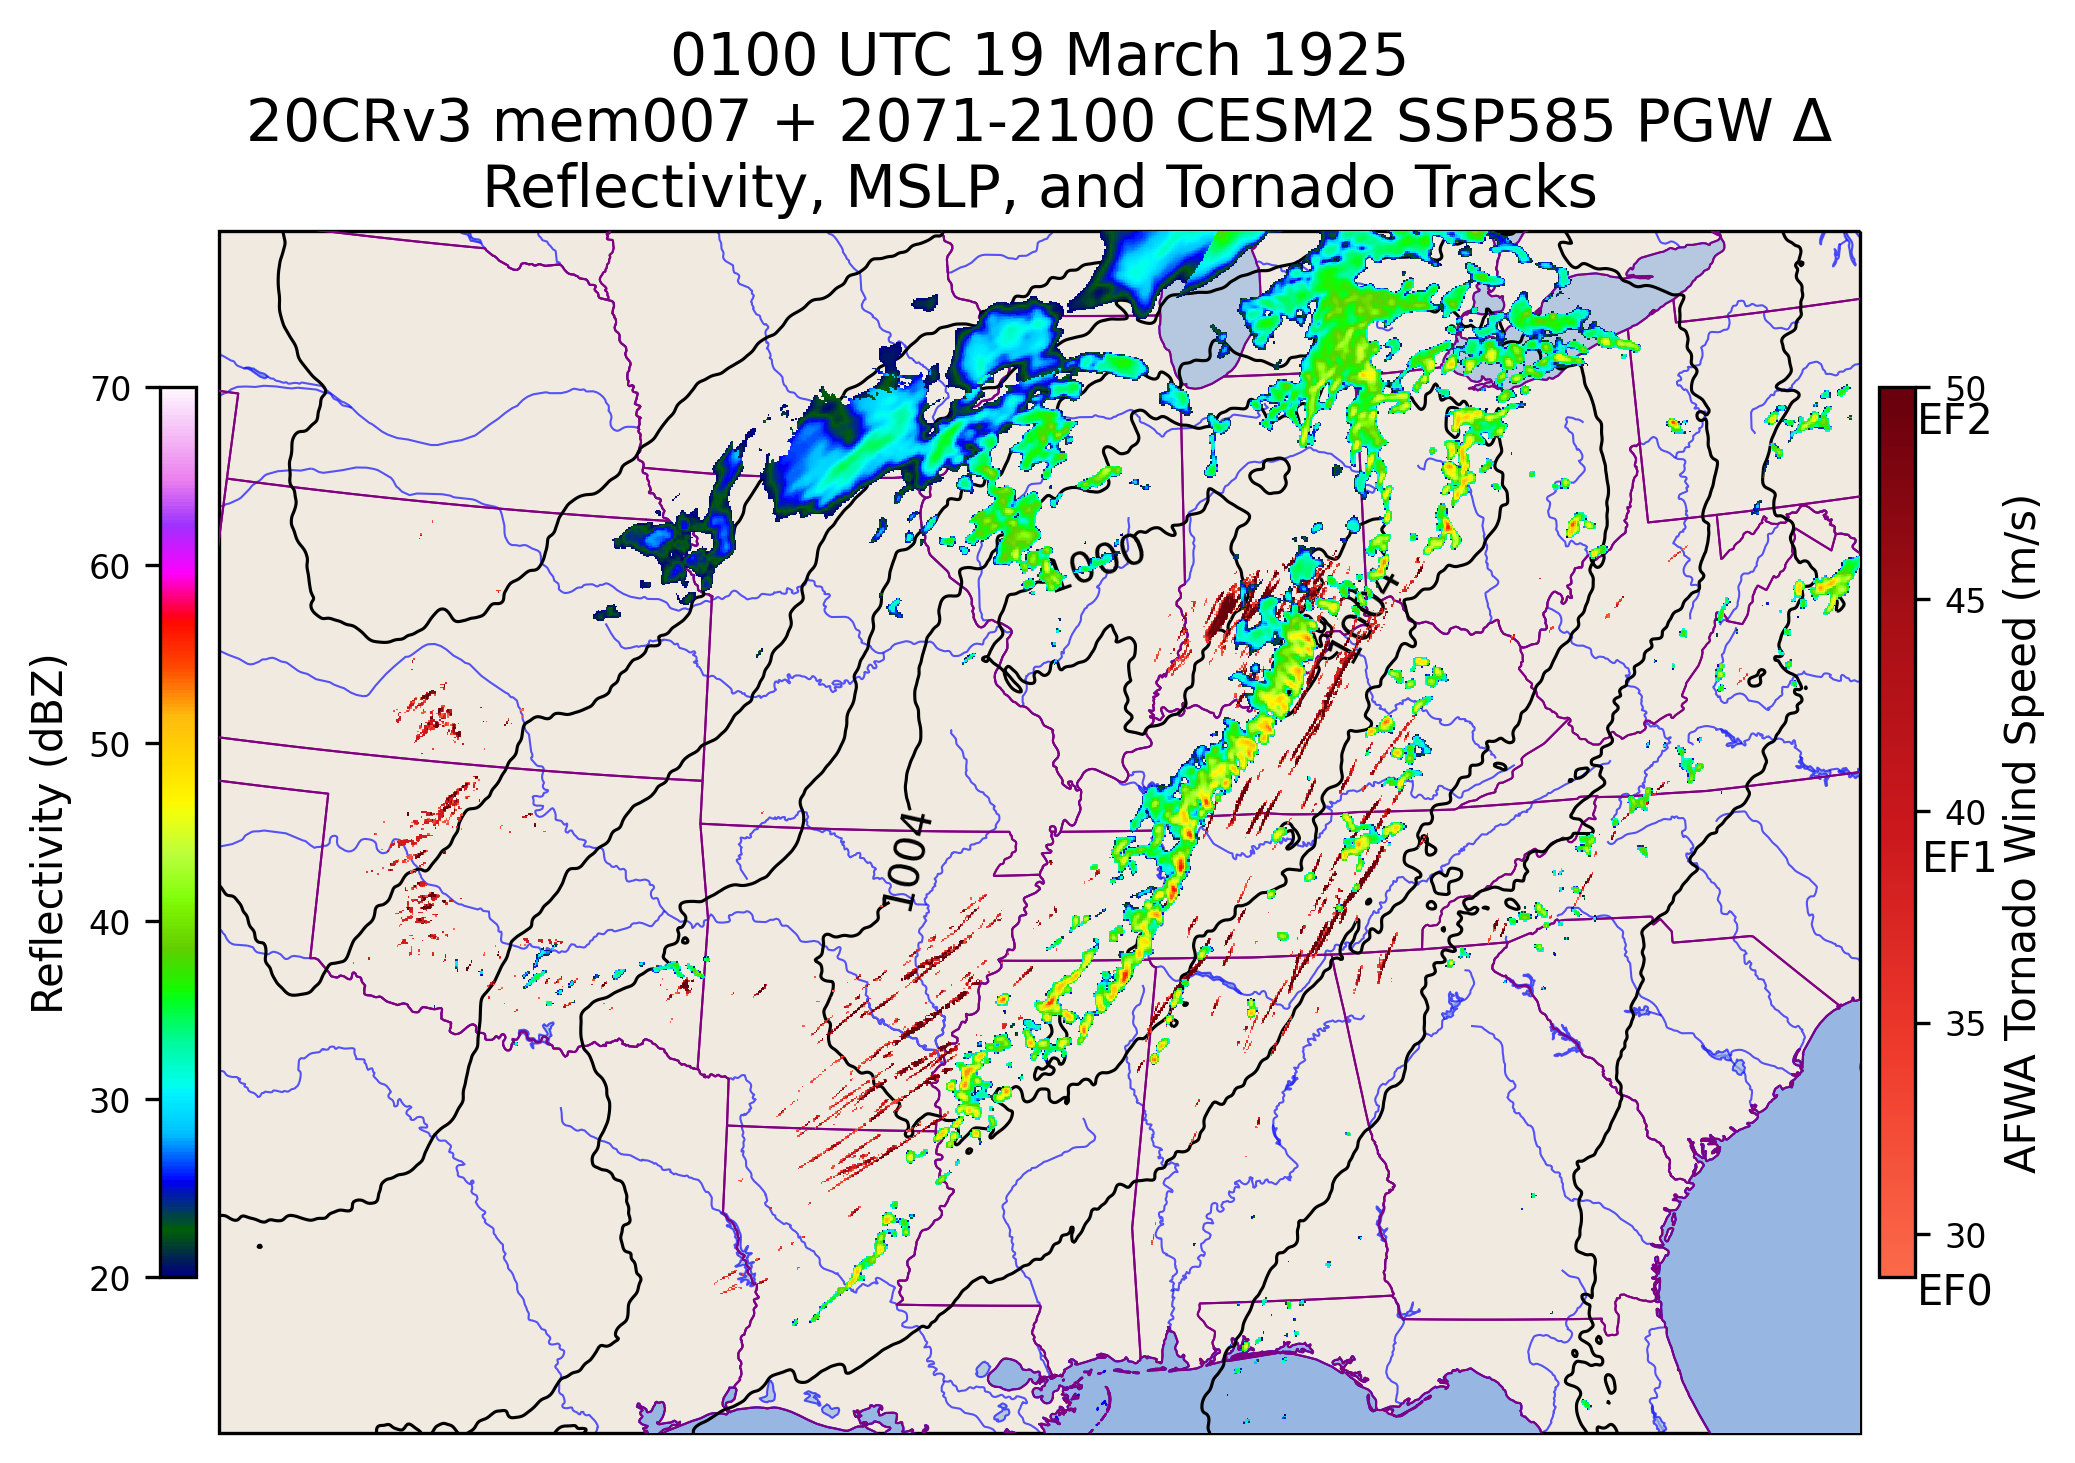 0100 UTC 19 March 1925
20CRv3 mem007 + 2071-2100 CESM2 SSP585 PGW Δ
Reflectivity, MSLP, and Tornado Tracks
70
60
50
40
30
20
Reflectivity (dBZ)
1000
1004
1004
50
EF2
45
40
EF1
35
30
EF0
AFWA Tornado Wind Speed (m/s)